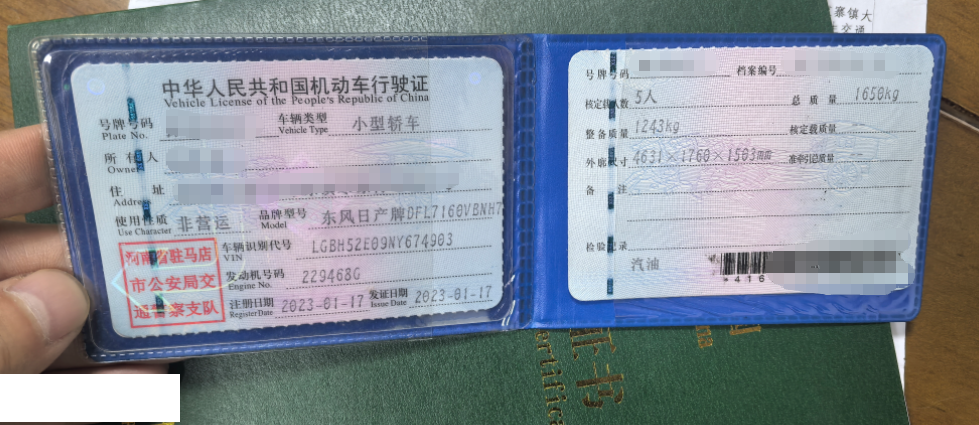 中华人民共和国机动车行驶证
Vehicle License of the People's Republic of China
号牌号码
Plate No.
车辆类型 小型轿车
Vehicle Type
所有人
Owner
住址
Address
使用性质 非营运
Use Character
品牌型号 东风日产牌DFL7160VBNH7
Model
车辆识别代号 LGBH52E09NY674903
VIN
发动机号码 229468G
Engine No.
注册日期 2023-01-17
Register Date
发证日期 2023-01-17
Issue Date
河南省驻马店
市公安局交
通警察支队
号牌号码 档案编号
核定载人数 5人 总质量 1650kg
整备质量 1243kg 核定载质量
外廓尺寸 4631×1760×1503mm 准牵引总质量 --
备注
检验记录
汽油
*416
寨镇大
交通
证书